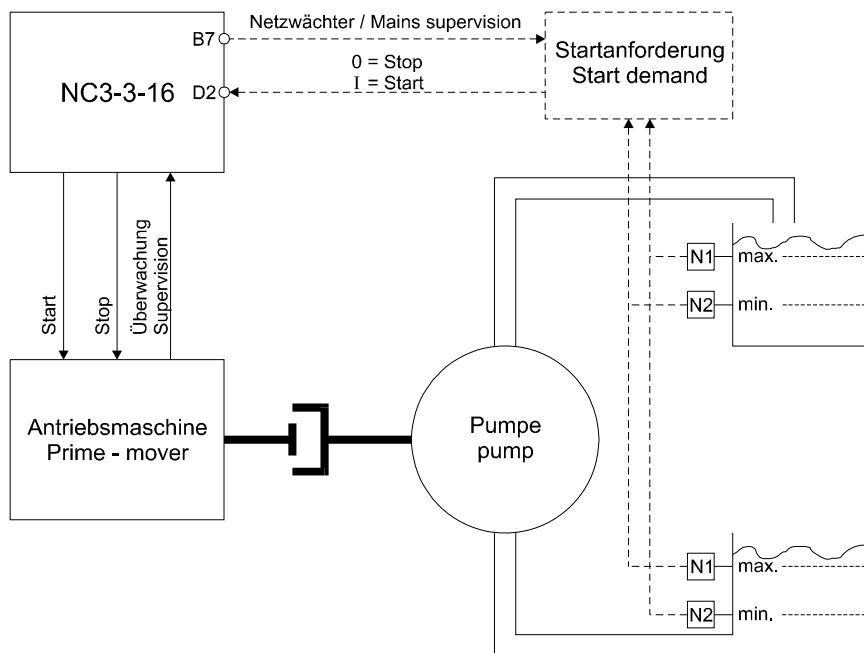 B7
Netzwächter / Mains supervision
0 = Stop
I = Start
D2
NC3-3-16
Startanforderung
Start demand
Start
Stop
Überwachung
Supervision
N1
max.
N2
min.
Antriebsmaschine
Prime - mover
Pumpe
pump
N1
max.
N2
min.